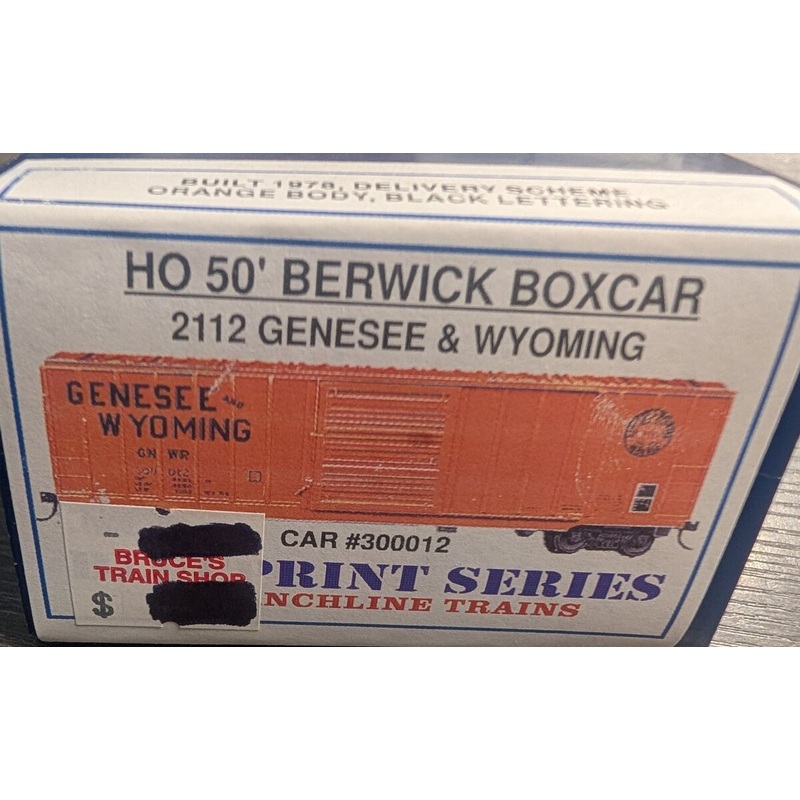 BUILT 1978, DELIVERY SCHEME
ORANGE BODY, BLACK LETTERING
HO 50' BERWICK BOXCAR
2112 GENESEE & WYOMING
GENESEE AND
WYOMING
GN WR
CAR #300012
BRUCE'S
TRAIN SHOP
$
PRINT SERIES
NCHLINE TRAINS